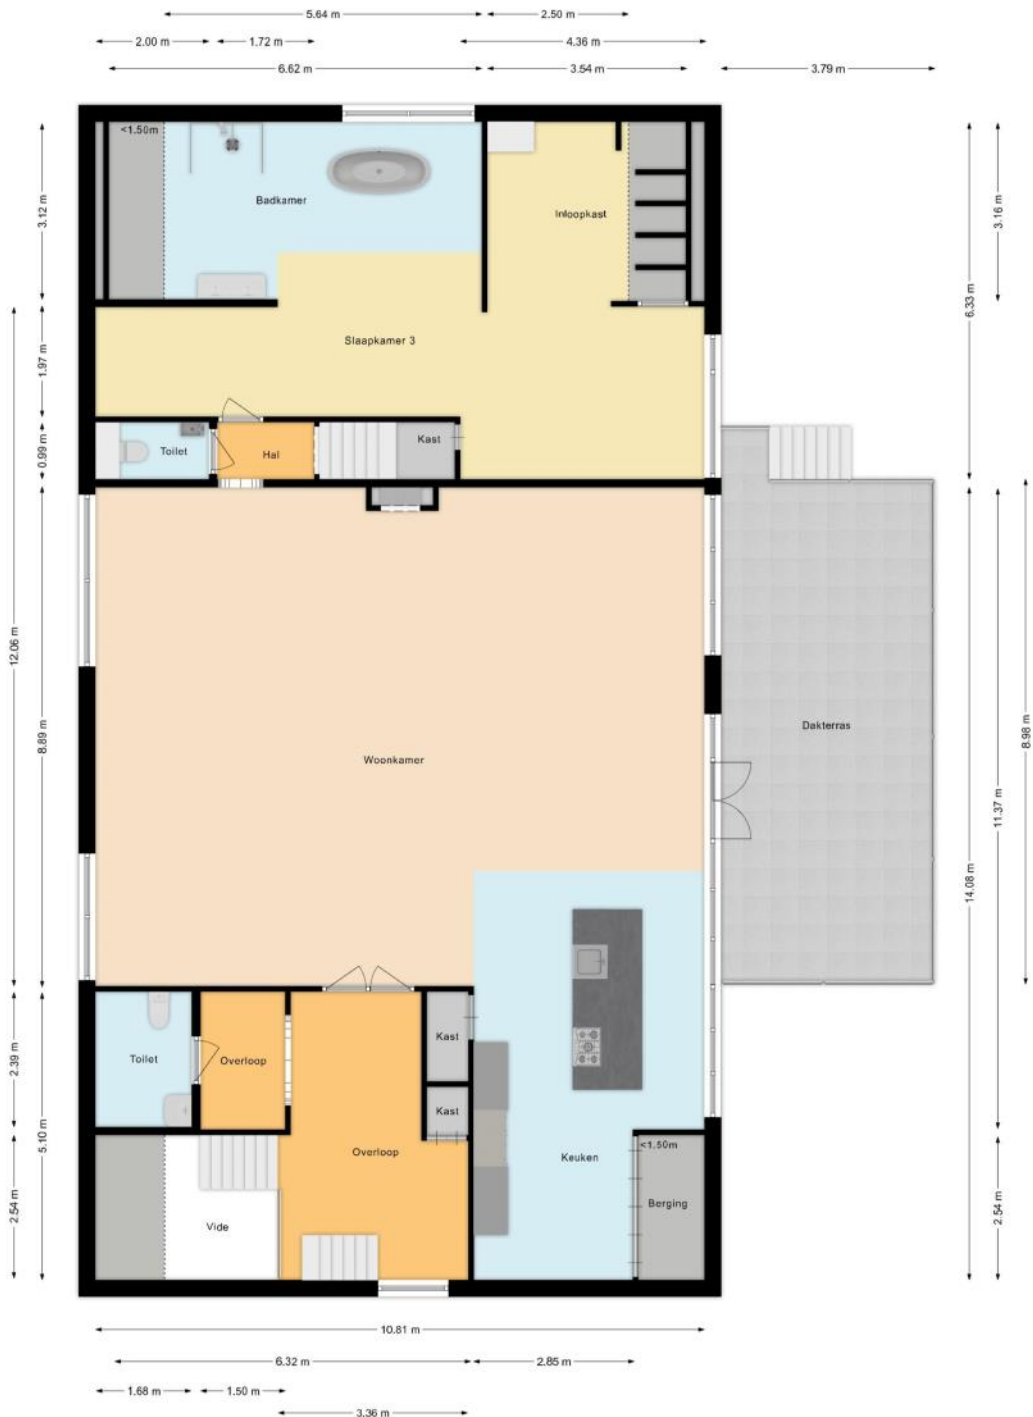 5.64 m
2.50 m
2.00 m
1.72 m
4.36 m
6.62 m
3.54 m
3.79 m
<1.50m
Badkamer
Inloopkast
3.12 m
3.16 m
6.33 m
Slaapkamer 3
1.97 m
0.99 m
Toilet
Hal
Kast
12.06 m
8.89 m
Woonkamer
Dakterras
8.98 m
11.37 m
14.08 m
2.39 m
Toilet
Overloop
Kast
Kast
5.10 m
Overloop
Keuken
<1.50m
Berging
2.54 m
Vide
2.54 m
10.81 m
6.32 m
2.85 m
1.68 m
1.50 m
3.36 m